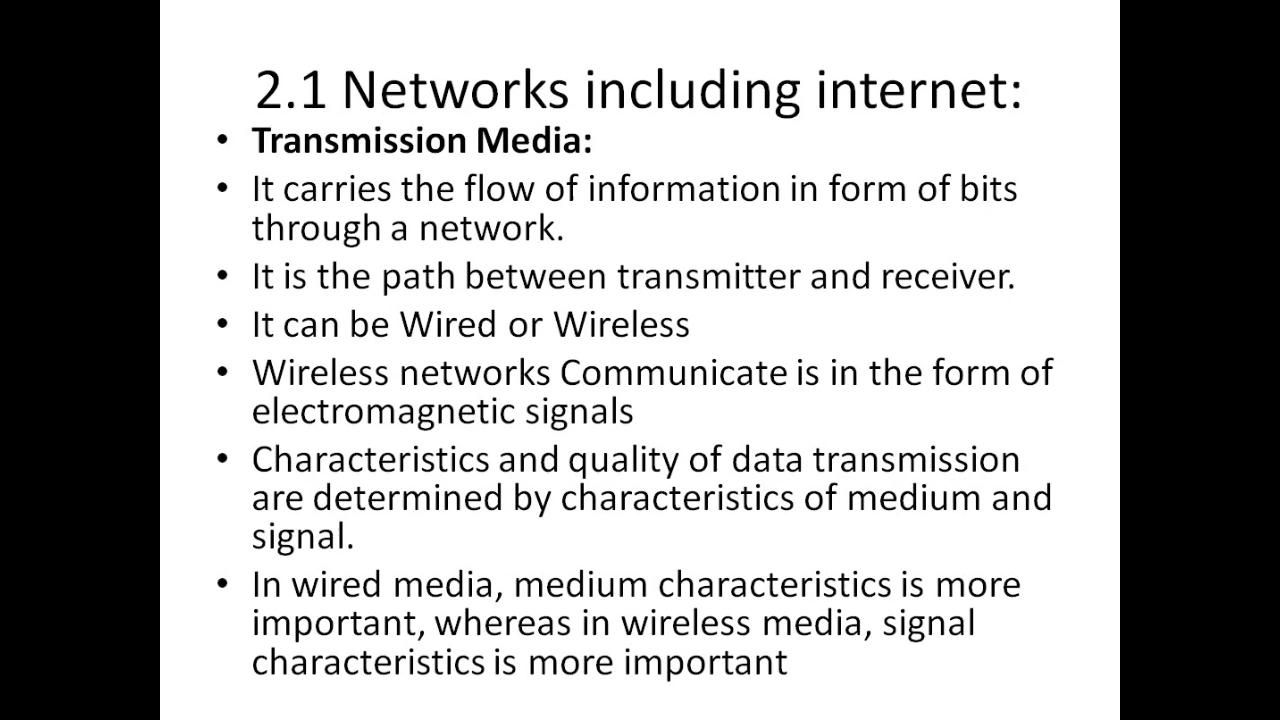 2.1 Networks including internet:
• Transmission Media:
• It carries the flow of information in form of bits
through a network.
• It is the path between transmitter and receiver.
• It can be Wired or Wireless
• Wireless networks Communicate is in the form of
electromagnetic signals
• Characteristics and quality of data transmission
are determined by characteristics of medium and
signal.
• In wired media, medium characteristics is more
important, whereas in wireless media, signal
characteristics is more important